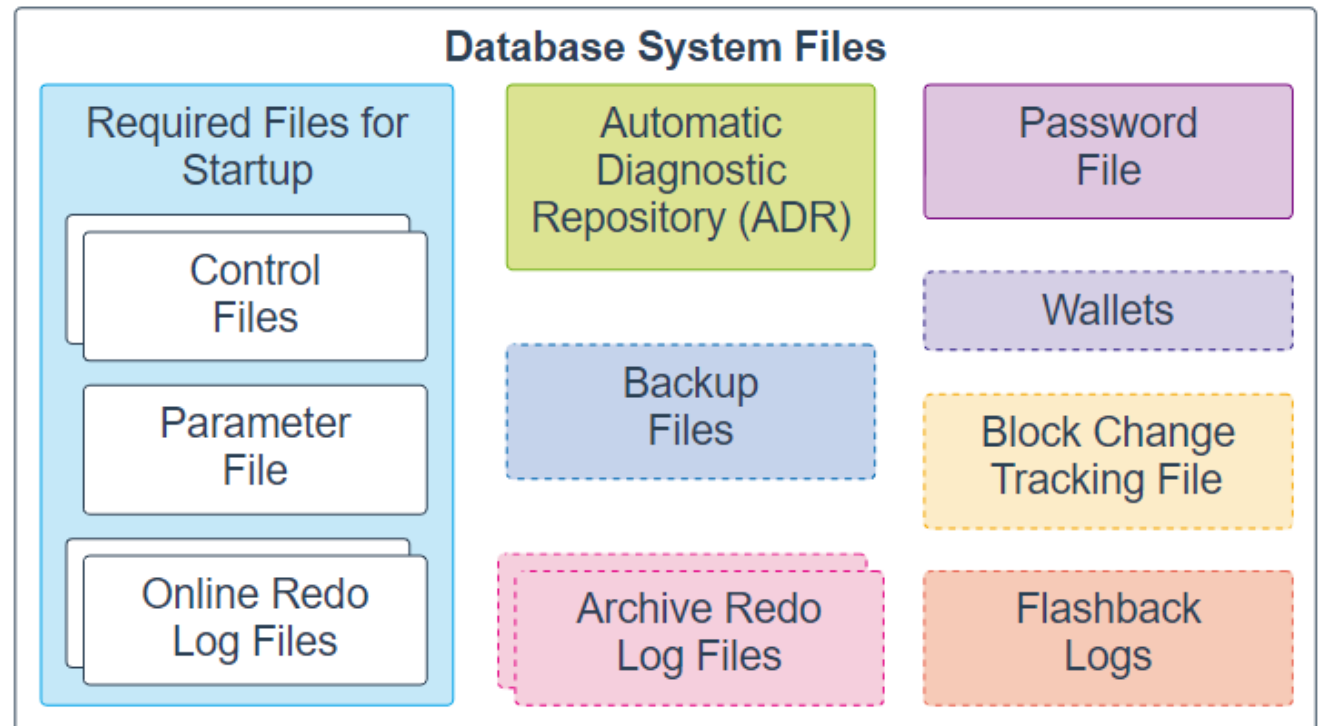 Database System Files
Required Files for
Startup
Control
Files
Parameter
File
Online Redo
Log Files
Automatic
Diagnostic
Repository (ADR)
Backup
Files
Archive Redo
Log Files
Password
File
Wallets
Block Change
Tracking File
Flashback
Logs